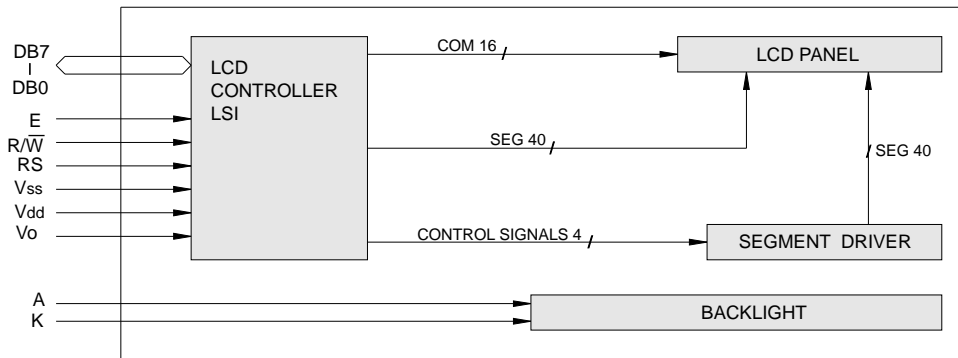 DB7
DB0
E
R/W̅
RS
Vss
Vdd
Vo
A
K
LCD
CONTROLLER
LSI
COM 16
SEG 40
CONTROL SIGNALS 4
LCD PANEL
SEG 40
SEGMENT DRIVER
BACKLIGHT